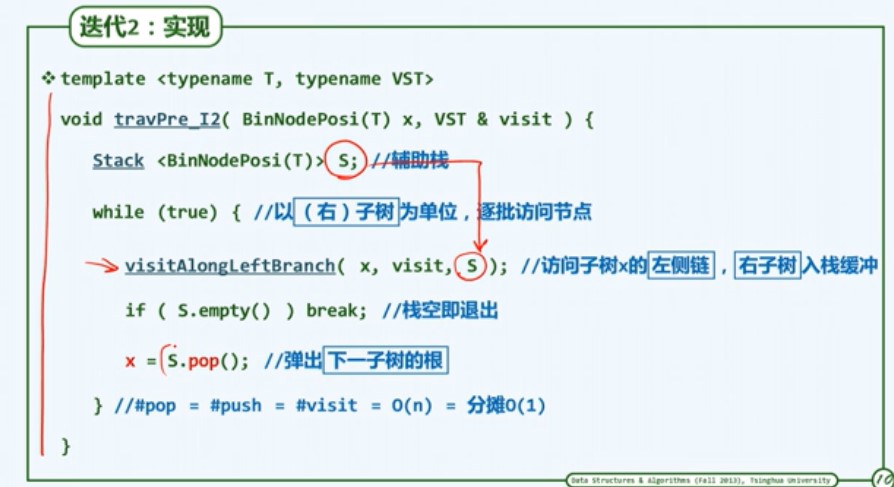 迭代2：实现
❖ template <typename T, typename VST>
void travPre_I2( BinNodePosi(T) x, VST & visit ) {
Stack <BinNodePosi(T)> S; //辅助栈
while (true) { //以（右）子树为单位，逐批访问节点
visitAlongLeftBranch( x, visit, S ); //访问子树x的左侧链，右子树入栈缓冲
if ( S.empty() ) break; //栈空即退出
x = S.pop(); //弹出下一子树的根
} //#pop = #push = #visit = O(n) = 分摊O(1)
}
Data Structures & Algorithms (Fall 2013), Tsinghua University